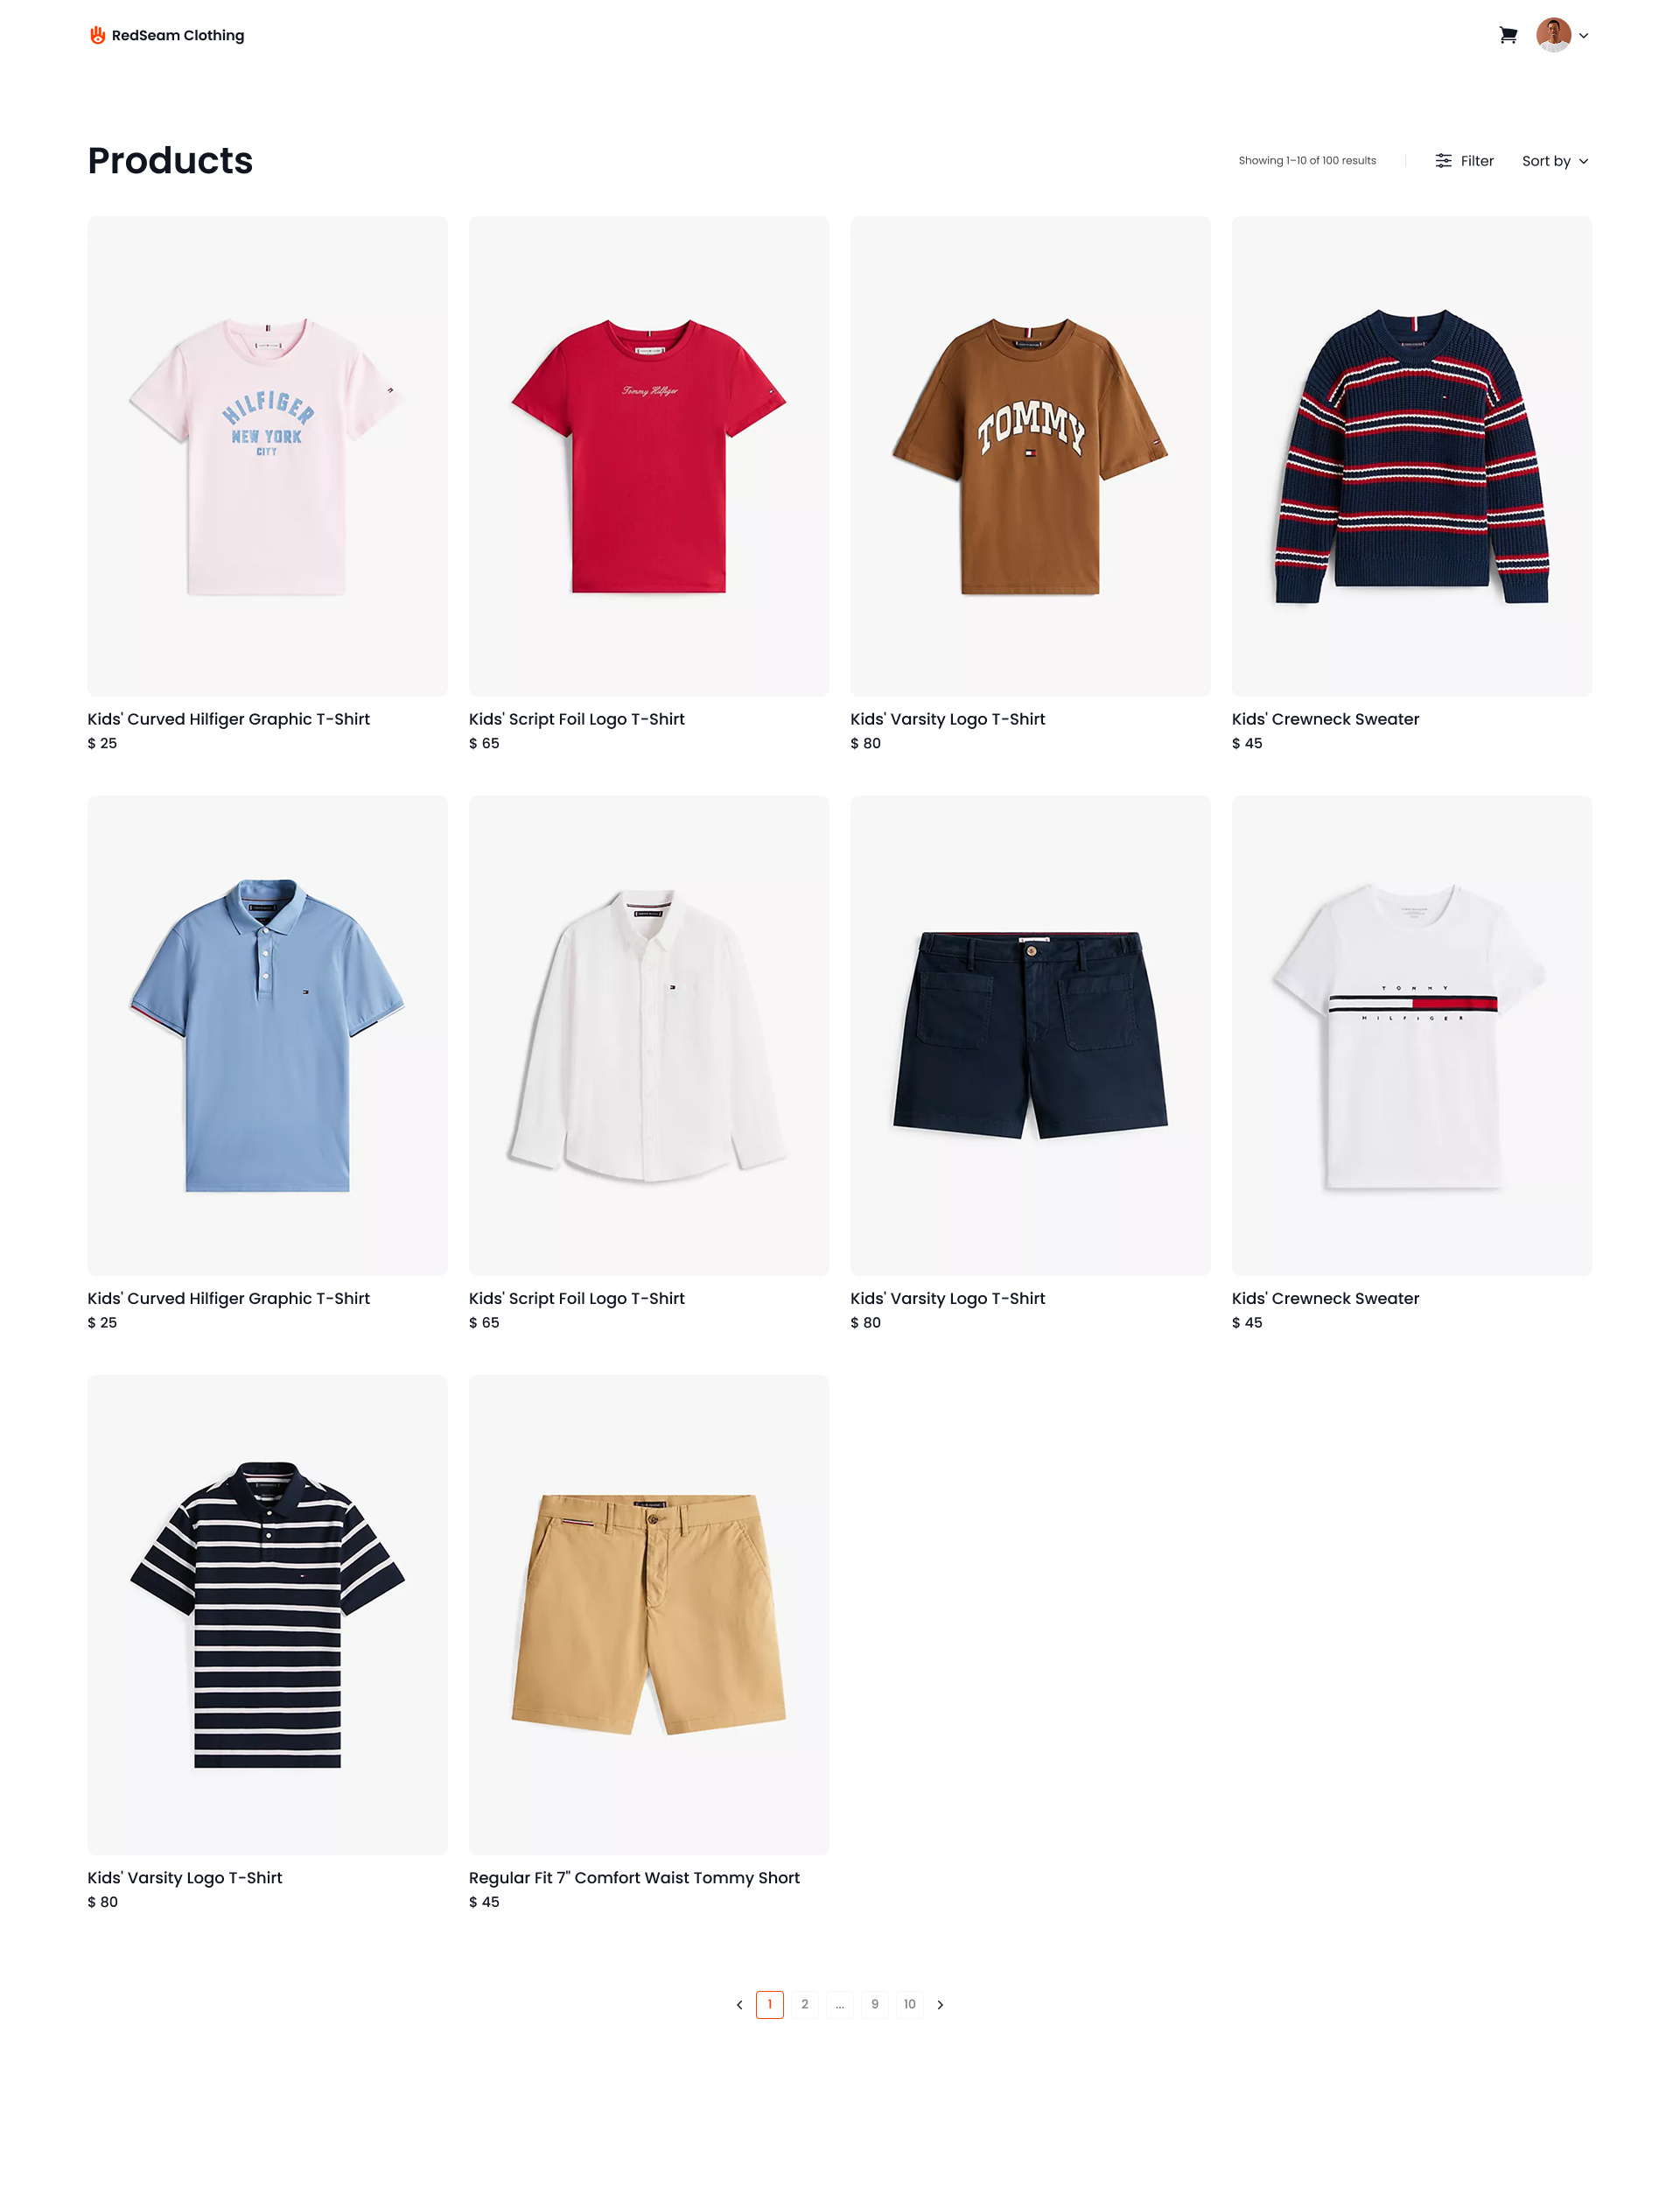 RedSeam Clothing
Products
Showing 1–10 of 100 results
Filter
Sort by
HILFIGER
NEW YORK
CITY
Tommy Hilfiger
TOMMY
Kids' Curved Hilfiger Graphic T-Shirt
$ 25
Kids' Script Foil Logo T-Shirt
$ 65
Kids' Varsity Logo T-Shirt
$ 80
Kids' Crewneck Sweater
$ 45
TOMMY
HILFIGER
Kids' Curved Hilfiger Graphic T-Shirt
$ 25
Kids' Script Foil Logo T-Shirt
$ 65
Kids' Varsity Logo T-Shirt
$ 80
Kids' Crewneck Sweater
$ 45
Kids' Varsity Logo T-Shirt
$ 80
Regular Fit 7" Comfort Waist Tommy Short
$ 45
1 2 ... 9 10